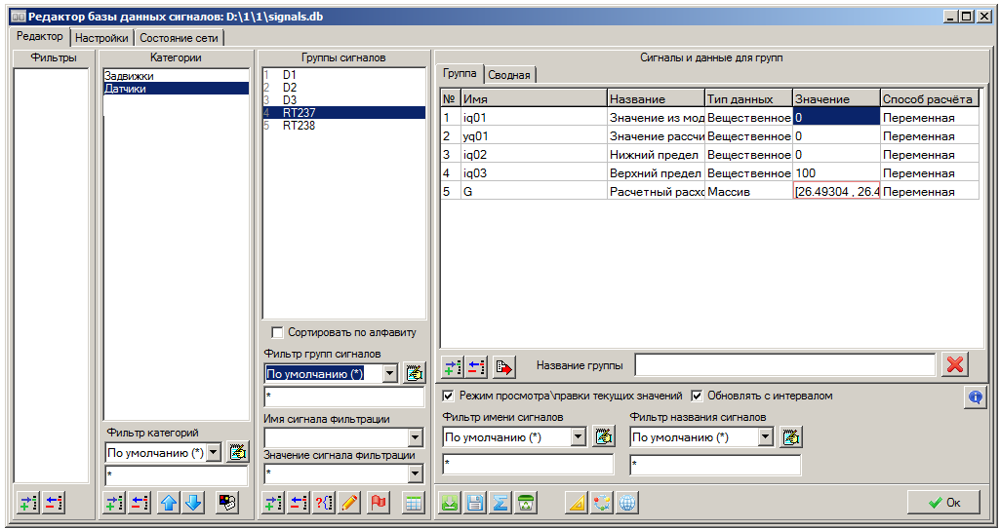 Редактор базы данных сигналов: D:\1\1\signals.db
Редактор Настройки Состояние сети
Фильтры
Категории
Задвижки
Датчики
Фильтр категорий
По умолчанию (*)
*
Группы сигналов
1 D1
2 D2
3 D3
4 RT237
5 RT238
Сортировать по алфавиту
Фильтр групп сигналов
По умолчанию (*)
*
Имя сигнала фильтрации
Значение сигнала фильтрации
*
Сигналы и данные для групп
Группа Сводная
№ Имя Название Тип данных Значение Способ расчёта
1 iq01 Значение из мод Вещественное 0 Переменная
2 yq01 Значение рассчи Вещественное 0 Переменная
3 iq02 Нижний предел Вещественное 0 Переменная
4 iq03 Верхний предел Вещественное 100 Переменная
5 G Расчетный расхо Массив [26.49304 , 26.4 Переменная
Название группы
Режим просмотра\правки текущих значений Обновлять с интервалом
Фильтр имени сигналов Фильтр названия сигналов
По умолчанию (*) По умолчанию (*)
* *
Ок